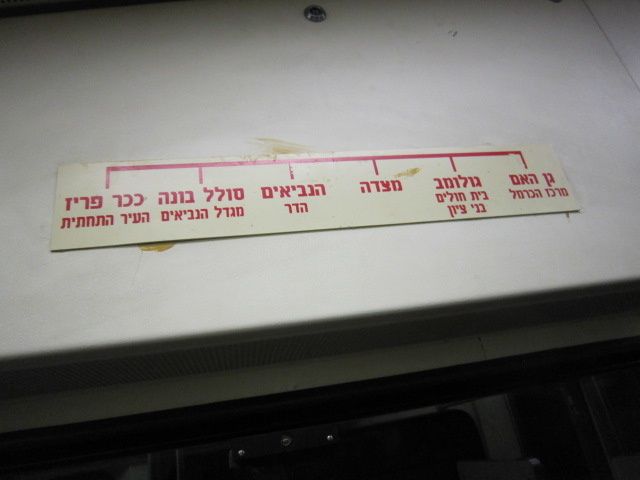 גן האם
מרכז הכרמל
גולומב
בית חולים
בני ציון
מצדה
הנביאים
הדר
סולל בונה
מגדל הנביאים
ככר פריז
העיר התחתית